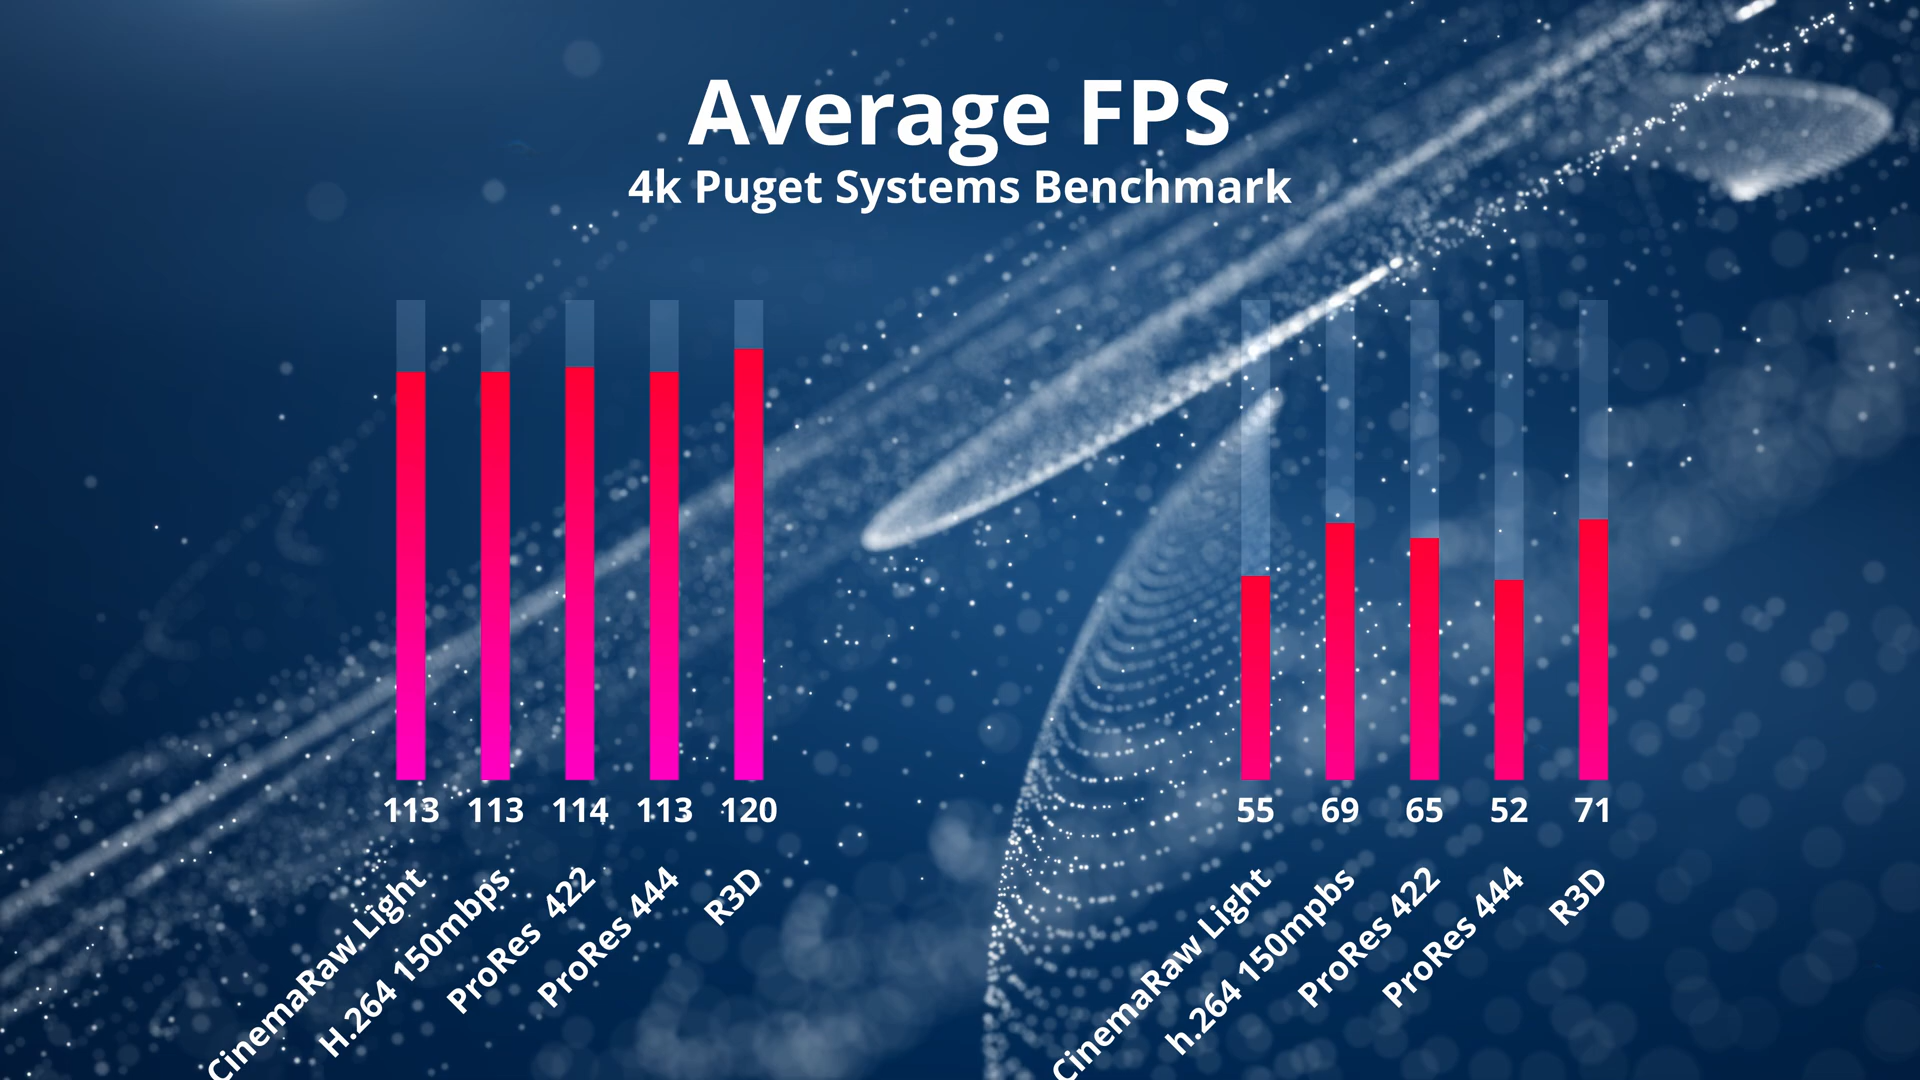 Average FPS
4k Puget Systems Benchmark
113 113 114 113 120
55 69 65 52 71
CinemaRaw Light
H.264 150mbps
ProRes 422
ProRes 444
R3D
CinemaRaw Light
h.264 150mpbs
ProRes 422
ProRes 444
R3D